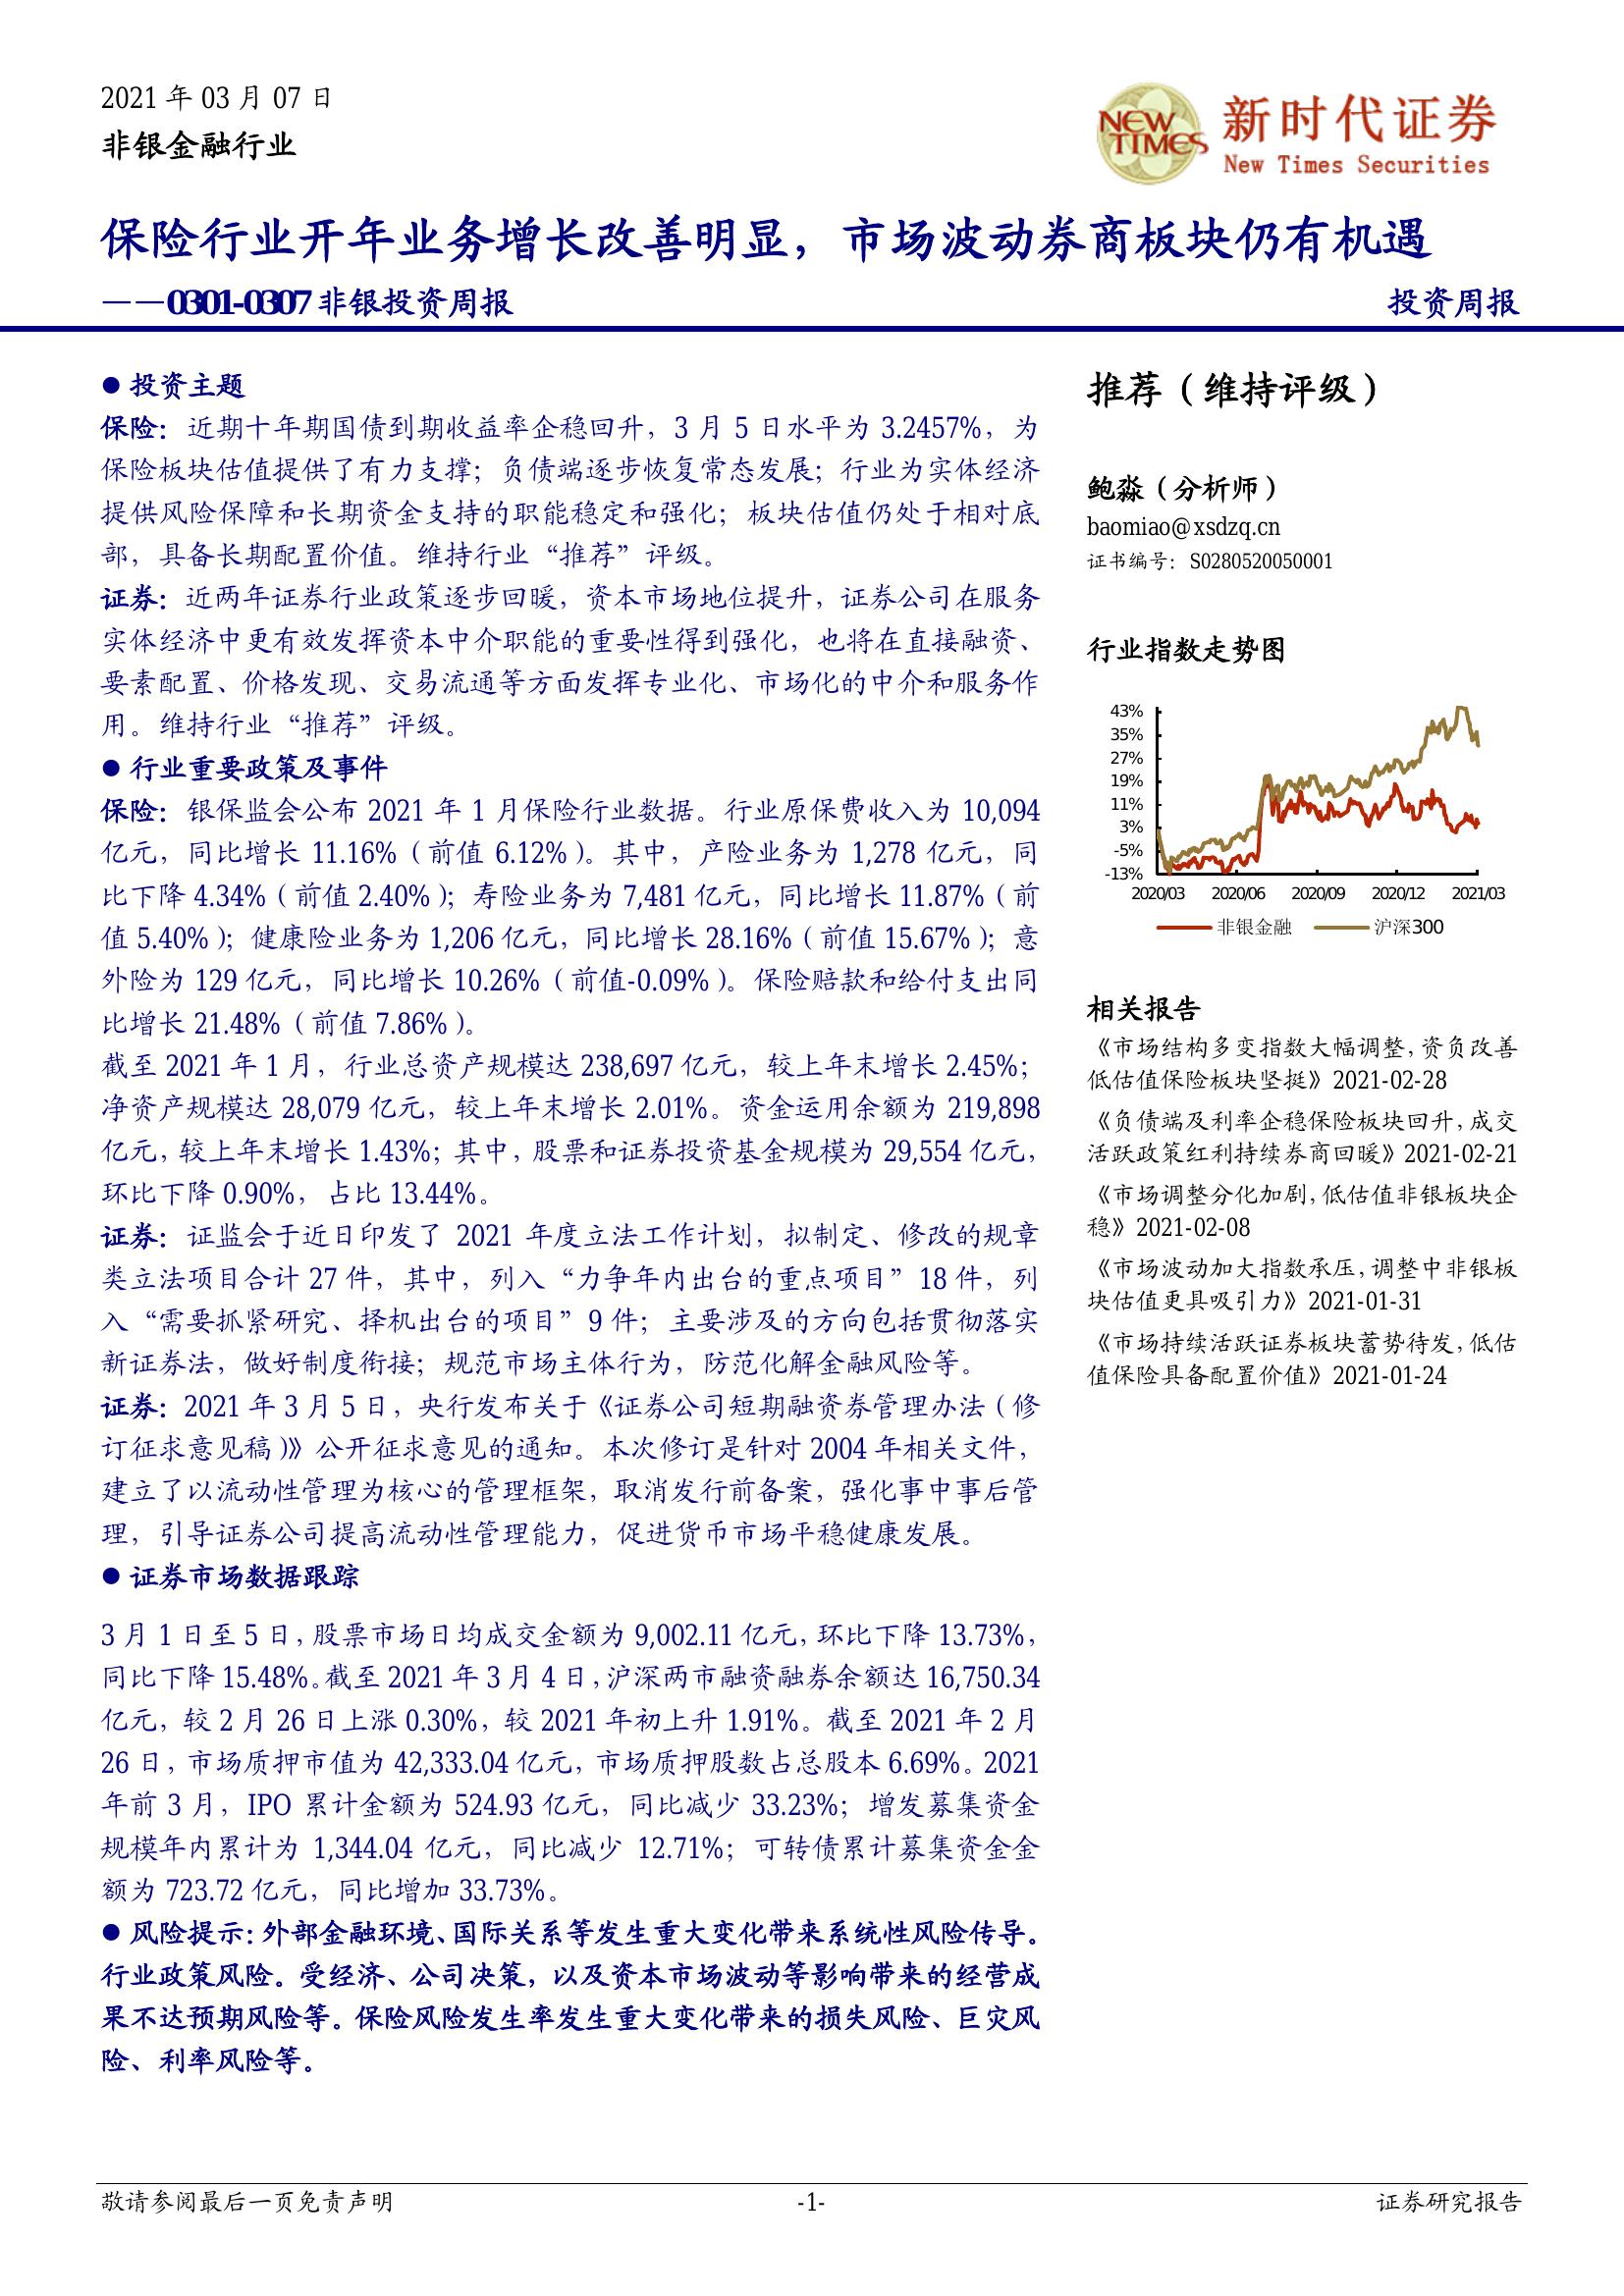 2021 年 03 月 07 日
非银金融行业
NEW TIMES
新时代证券
New Times Securities
保险行业开年业务增长改善明显，市场波动券商板块仍有机遇
——0301-0307 非银投资周报
投资周报
● 投资主题
保险：近期十年期国债到期收益率企稳回升，3 月 5 日水平为 3.2457%，为
保险板块估值提供了有力支撑；负债端逐步恢复常态发展；行业为实体经济
提供风险保障和长期资金支持的职能稳定和强化；板块估值仍处于相对底
部，具备长期配置价值。维持行业“推荐”评级。
证券：近两年证券行业政策逐步回暖，资本市场地位提升，证券公司在服务
实体经济中更有效发挥资本中介职能的重要性得到强化，也将在直接融资、
要素配置、价格发现、交易流通等方面发挥专业化、市场化的中介和服务作
用。维持行业“推荐”评级。
● 行业重要政策及事件
保险：银保监会公布 2021 年 1 月保险行业数据。行业原保费收入为 10,094
亿元，同比增长 11.16%（前值 6.12%）。其中，产险业务为 1,278 亿元，同
比下降 4.34%（前值 2.40%）；寿险业务为 7,481 亿元，同比增长 11.87%（前
值 5.40%）；健康险业务为 1,206 亿元，同比增长 28.16%（前值 15.67%）；意
外险为 129 亿元，同比增长 10.26%（前值-0.09%）。保险赔款和给付支出同
比增长 21.48%（前值 7.86%）。
截至 2021 年 1 月，行业总资产规模达 238,697 亿元，较上年末增长 2.45%；
净资产规模达 28,079 亿元，较上年末增长 2.01%。资金运用余额为 219,898
亿元，较上年末增长 1.43%；其中，股票和证券投资基金规模为 29,554 亿元，
环比下降 0.90%，占比 13.44%。
证券：证监会于近日印发了 2021 年度立法工作计划，拟制定、修改的规章
类立法项目合计 27 件，其中，列入“力争年内出台的重点项目”18 件，列
入“需要抓紧研究、择机出台的项目”9 件；主要涉及的方向包括贯彻落实
新证券法，做好制度衔接；规范市场主体行为，防范化解金融风险等。
证券：2021 年 3 月 5 日，央行发布关于《证券公司短期融资券管理办法（修
订征求意见稿）》公开征求意见的通知。本次修订是针对 2004 年相关文件，
建立了以流动性管理为核心的管理框架，取消发行前备案，强化事中事后管
理，引导证券公司提高流动性管理能力，促进货币市场平稳健康发展。
● 证券市场数据跟踪
3 月 1 日至 5 日，股票市场日均成交金额为 9,002.11 亿元，环比下降 13.73%，
同比下降 15.48%。截至 2021 年 3 月 4 日，沪深两市融资融券余额达 16,750.34
亿元，较 2 月 26 日上涨 0.30%，较 2021 年初上升 1.91%。截至 2021 年 2 月
26 日，市场质押市值为 42,333.04 亿元，市场质押股数占总股本 6.69%。2021
年前 3 月，IPO 累计金额为 524.93 亿元，同比减少 33.23%；增发募集资金
规模年内累计为 1,344.04 亿元，同比减少 12.71%；可转债累计募集资金金
额为 723.72 亿元，同比增加 33.73%。
● 风险提示：外部金融环境、国际关系等发生重大变化带来系统性风险传导。
行业政策风险。受经济、公司决策，以及资本市场波动等影响带来的经营成
果不达预期风险等。保险风险发生率发生重大变化带来的损失风险、巨灾风
险、利率风险等。
推荐（维持评级）
鲍淼（分析师）
baomiao@xsdzq.cn
证书编号：S0280520050001
行业指数走势图
43%
35%
27%
19%
11%
3%
-5%
-13%
2020/03 2020/06 2020/09 2020/12 2021/03
非银金融 沪深300
相关报告
《市场结构多变指数大幅调整，资负改善
低估值保险板块坚挺》2021-02-28
《负债端及利率企稳保险板块回升，成交
活跃政策红利持续券商回暖》2021-02-21
《市场调整分化加剧，低估值非银板块企
稳》2021-02-08
《市场波动加大指数承压，调整中非银板
块估值更具吸引力》2021-01-31
《市场持续活跃证券板块蓄势待发，低估
值保险具备配置价值》2021-01-24
敬请参阅最后一页免责声明
-1-
证券研究报告